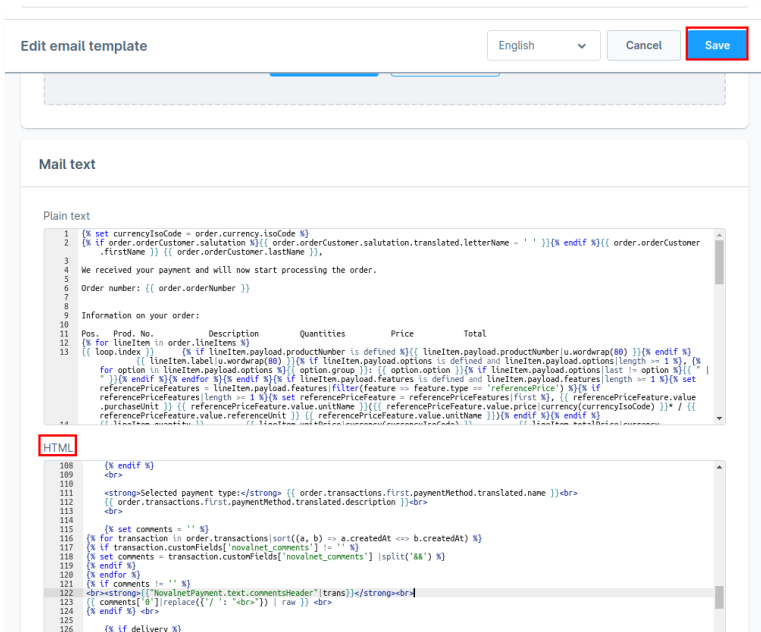 Edit email template
English
Cancel
Save
Mail text
Plain text
1 {% set currencyIsoCode = order.currency.isoCode %}
2 {% if order.orderCustomer.salutation %}{{ order.orderCustomer.salutation.translated.letterName ~ ' ' }}{% endif %}{{ order.orderCustomer
.firstName }} {{ order.orderCustomer.lastName }},
3
4 We received your payment and will now start processing the order.
5
6 Order number: {{ order.orderNumber }}
7
8
9 Information on your order:
10
11 Pos. Prod. No. Description Quantities Price Total
12 {% for lineItem in order.lineItems %}
13 {{ loop.index }} {% if lineItem.payload.productNumber is defined %}{{ lineItem.payload.productNumber|u.wordwrap(80) }}{% endif %}
{{ lineItem.label|u.wordwrap(80) }}{% if lineItem.payload.options is defined and lineItem.payload.options|length >= 1 %}, {%
for option in lineItem.payload.options %}{{ option.group }}: {{ option.option }}{% if lineItem.payload.options|last != option %}{{ " |
" }}{% endif %}{% endfor %}{% endif %}{% if lineItem.payload.features is defined and lineItem.payload.features|length >= 1 %}{% set
referencePriceFeatures = lineItem.payload.features|filter(feature => feature.type == 'referencePrice') %}{% if
referencePriceFeatures|length >= 1 %}{% set referencePriceFeature = referencePriceFeatures|first %}, {{ referencePriceFeature.value
.purchaseUnit }} {{ referencePriceFeature.value.unitName }}({{ referencePriceFeature.value.price|currency(currencyIsoCode) }}* / {{
referencePriceFeature.value.referenceUnit }} {{ referencePriceFeature.value.unitName }}){% endif %}{% endif %}
14 {{ lineItem.quantity }} {{ lineItem.unitPrice|currency(currencyIsoCode) }} {{ lineItem.totalPrice|currency
HTML
108 {% endif %}
109 <br>
110
111 <strong>Selected payment type:</strong> {{ order.transactions.first.paymentMethod.translated.name }}<br>
112 {{ order.transactions.first.paymentMethod.translated.description }}<br>
113 <br>
114
115 {% set comments = '' %}
116 {% for transaction in order.transactions|sort((a, b) => a.createdAt <=> b.createdAt) %}
117 {% if transaction.customFields['novalnet_comments'] != '' %}
118 {% set comments = transaction.customFields['novalnet_comments'] |split('&&') %}
119 {% endif %}
120 {% endfor %}
121 {% if comments != '' %}
122 <br><strong>{{"NovalnetPayment.text.commentsHeader"|trans}}</strong><br>
123 {{ comments['0']|replace({'/ ': "<br>"}) | raw }} <br>
124 {% endif %} <br>
125
126 {% if delivery %}